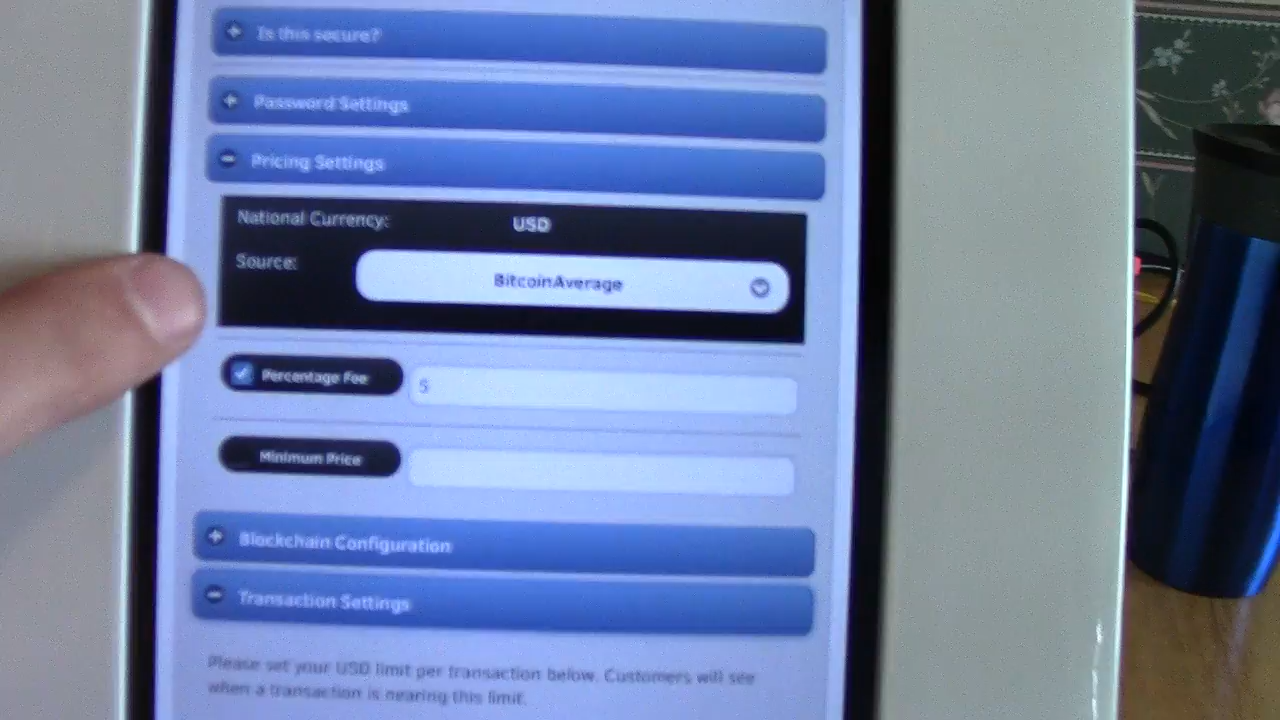 Is this secure?
Password Settings
Pricing Settings
National Currency: USD
Source: BitcoinAverage
Percentage Fee 5
Minimum Price
Blockchain Configuration
Transaction Settings
Please set your USD limit per transaction below. Customers will see
when a transaction is nearing this limit.